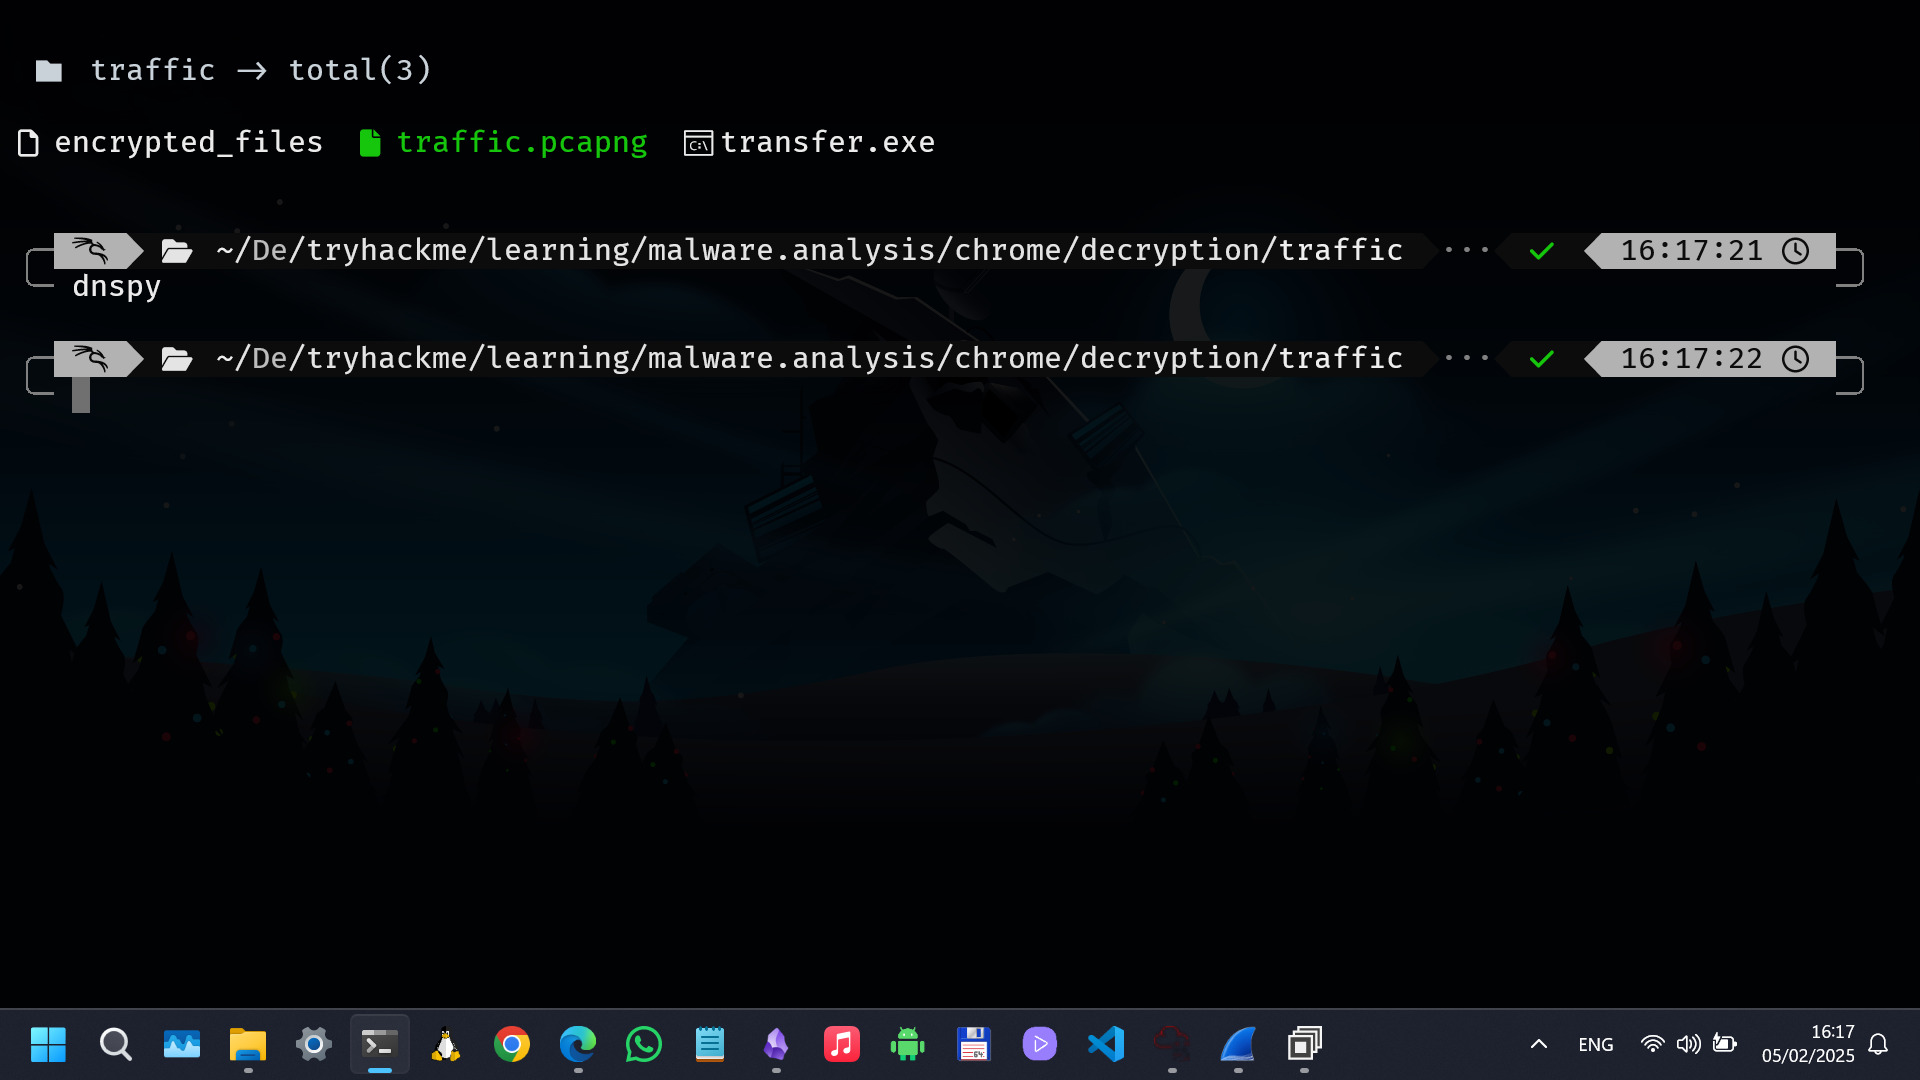 traffic → total(3)
encrypted_files traffic.pcapng C:\ transfer.exe
~/De/tryhackme/learning/malware.analysis/chrome/decryption/traffic ··· ✓ 16:17:21
dnspy
~/De/tryhackme/learning/malware.analysis/chrome/decryption/traffic ··· ✓ 16:17:22
64
ENG
16:17
05/02/2025